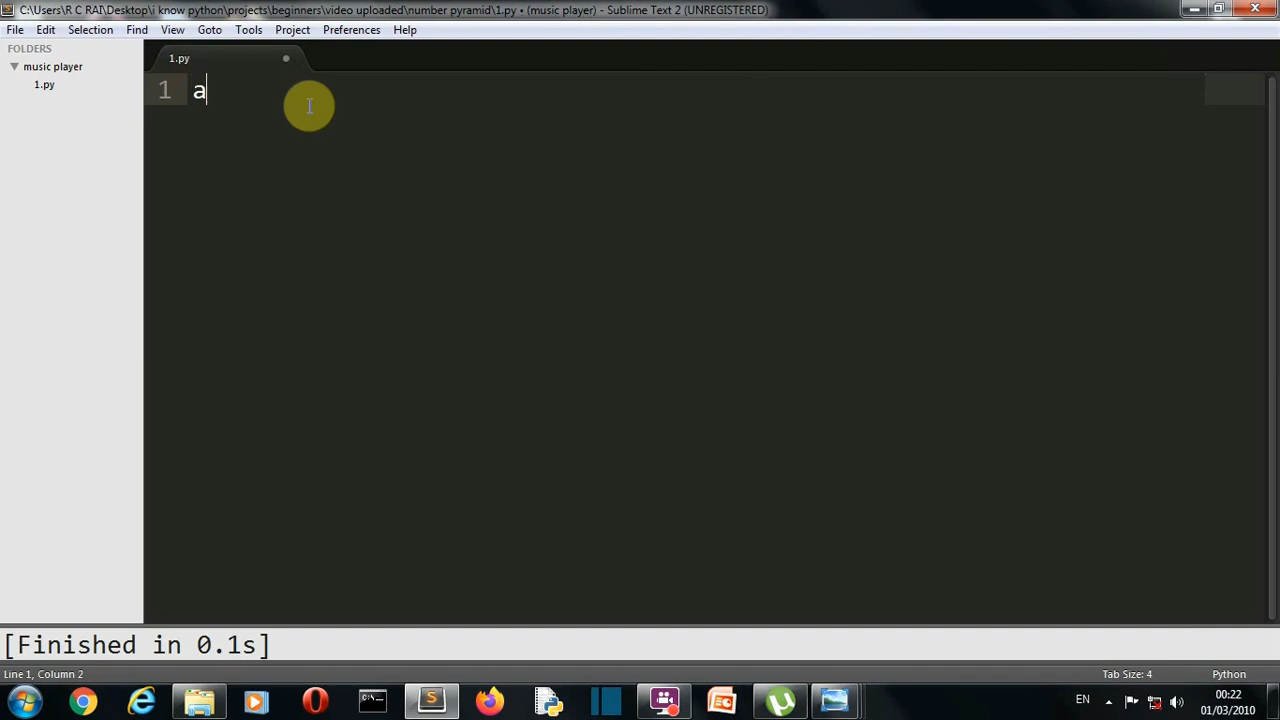 C:\Users\R C RAI\Desktop\i know python\projects\beginners\video uploaded\number pyramid\1.py • (music player) - Sublime Text 2 (UNREGISTERED)
File Edit Selection Find View Goto Tools Project Preferences Help
FOLDERS
music player
1.py
1.py
1 a
[Finished in 0.1s]
Line 1, Column 2
Tab Size: 4
Python
EN
00:22
01/03/2010